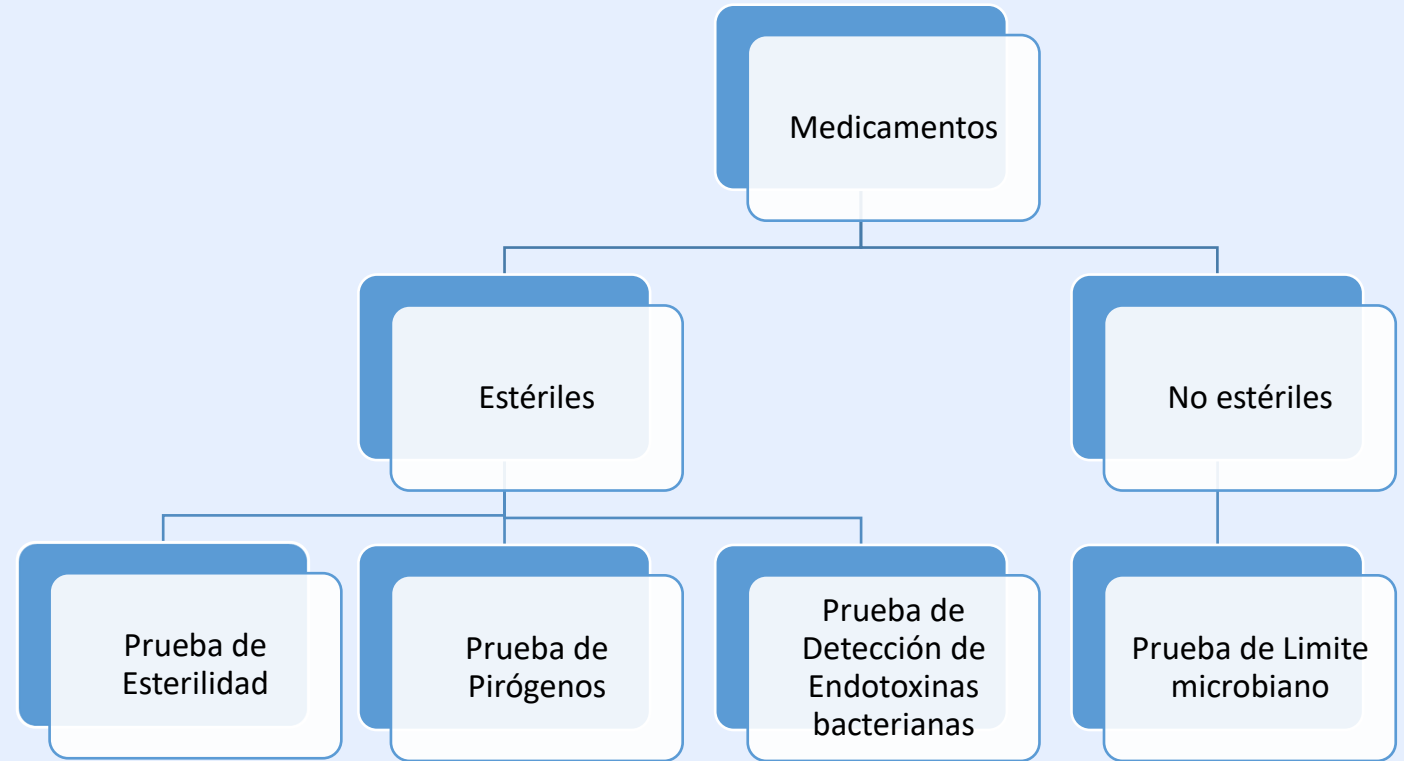 Medicamentos
Estériles
No estériles
Prueba de
Esterilidad
Prueba de
Pirógenos
Prueba de
Detección de
Endotoxinas
bacterianas
Prueba de Limite
microbiano